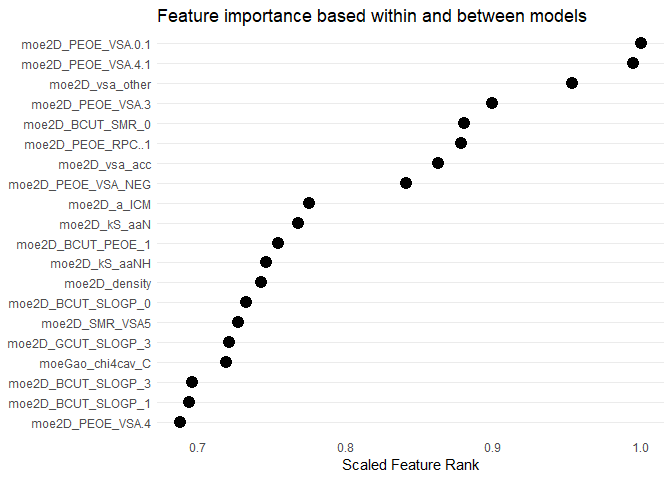 Feature importance based within and between models
moe2D_PEOE_VSA.0.1
moe2D_PEOE_VSA.4.1
moe2D_vsa_other
moe2D_PEOE_VSA.3
moe2D_BCUT_SMR_0
moe2D_PEOE_RPC..1
moe2D_vsa_acc
moe2D_PEOE_VSA_NEG
moe2D_a_ICM
moe2D_kS_aaN
moe2D_BCUT_PEOE_1
moe2D_kS_aaNH
moe2D_density
moe2D_BCUT_SLOGP_0
moe2D_SMR_VSA5
moe2D_GCUT_SLOGP_3
moeGao_chi4cav_C
moe2D_BCUT_SLOGP_3
moe2D_BCUT_SLOGP_1
moe2D_PEOE_VSA.4
0.7 0.8 0.9 1.0
Scaled Feature Rank